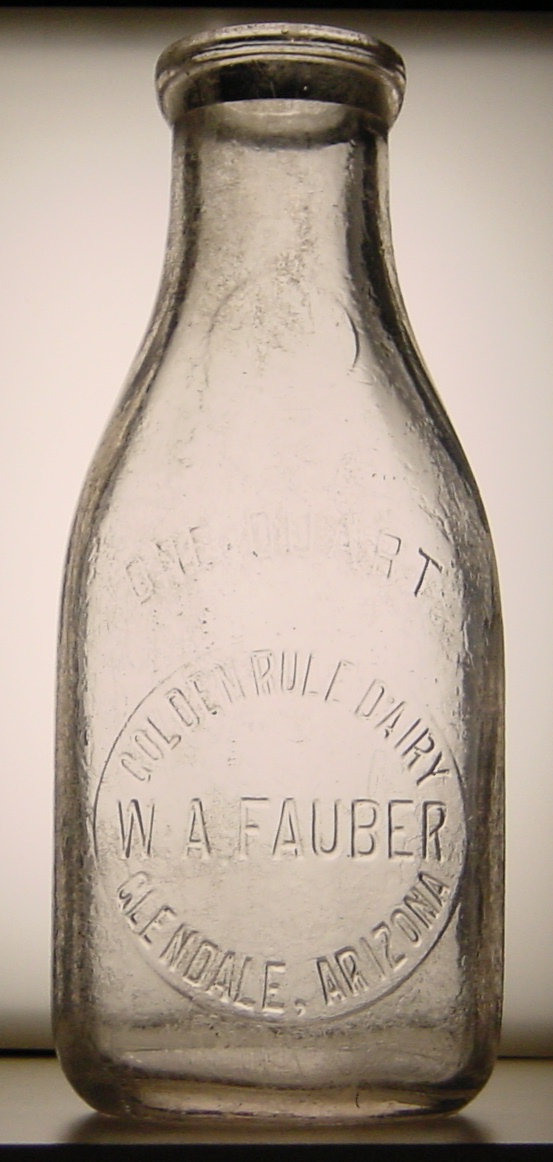 ONE QUART
GOLDEN RULE DAIRY
W A FAUBER
GLENDALE, ARIZONA